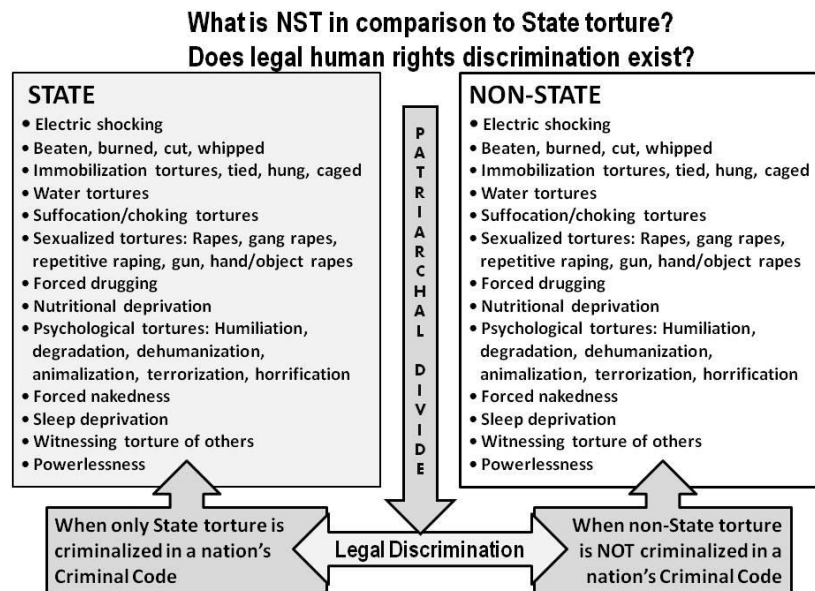 What is NST in comparison to State torture?
Does legal human rights discrimination exist?
STATE
• Electric shocking
• Beaten, burned, cut, whipped
• Immobilization tortures, tied, hung, caged
• Water tortures
• Suffocation/choking tortures
• Sexualized tortures: Rapes, gang rapes,
repetitive raping, gun, hand/object rapes
• Forced drugging
• Nutritional deprivation
• Psychological tortures: Humiliation,
degradation, dehumanization,
animalization, terrorization, horrification
• Forced nakedness
• Sleep deprivation
• Witnessing torture of others
• Powerlessness
PATRIARCHAL DIVIDE
NON-STATE
• Electric shocking
• Beaten, burned, cut, whipped
• Immobilization tortures, tied, hung, caged
• Water tortures
• Suffocation/choking tortures
• Sexualized tortures: Rapes, gang rapes,
repetitive raping, gun, hand/object rapes
• Forced drugging
• Nutritional deprivation
• Psychological tortures: Humiliation,
degradation, dehumanization,
animalization, terrorization, horrification
• Forced nakedness
• Sleep deprivation
• Witnessing torture of others
• Powerlessness
When only State torture is
criminalized in a nation's
Criminal Code
Legal Discrimination
When non-State torture
is NOT criminalized in a
nation's Criminal Code